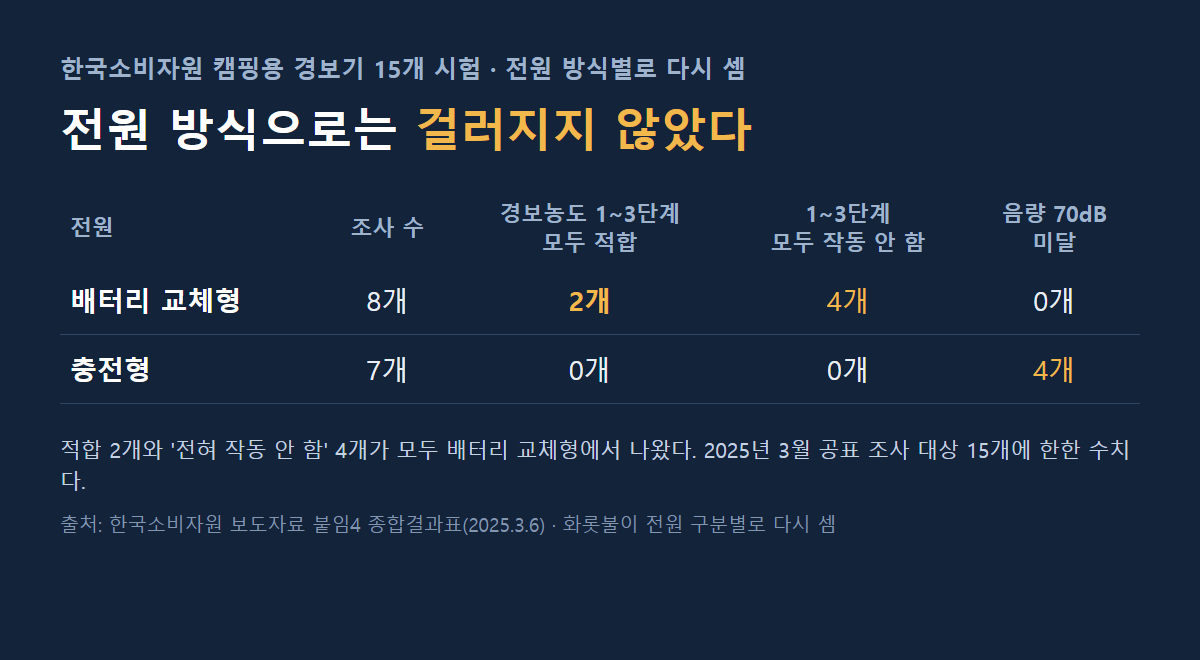 한국소비자원 캠핑용 경보기 15개 시험 · 전원 방식별로 다시 셈
전원 방식으로는 걸러지지 않았다
전원 조사 수 경보농도 1~3단계 모두 적합 1~3단계 모두 작동 안 함 음량 70dB 미달
배터리 교체형 8개 2개 4개 0개
충전형 7개 0개 0개 4개
적합 2개와 '전혀 작동 안 함' 4개가 모두 배터리 교체형에서 나왔다. 2025년 3월 공표 조사 대상 15개에 한한 수치
다.
출처: 한국소비자원 보도자료 붙임4 종합결과표(2025.3.6) · 화롯불이 전원 구분별로 다시 셈